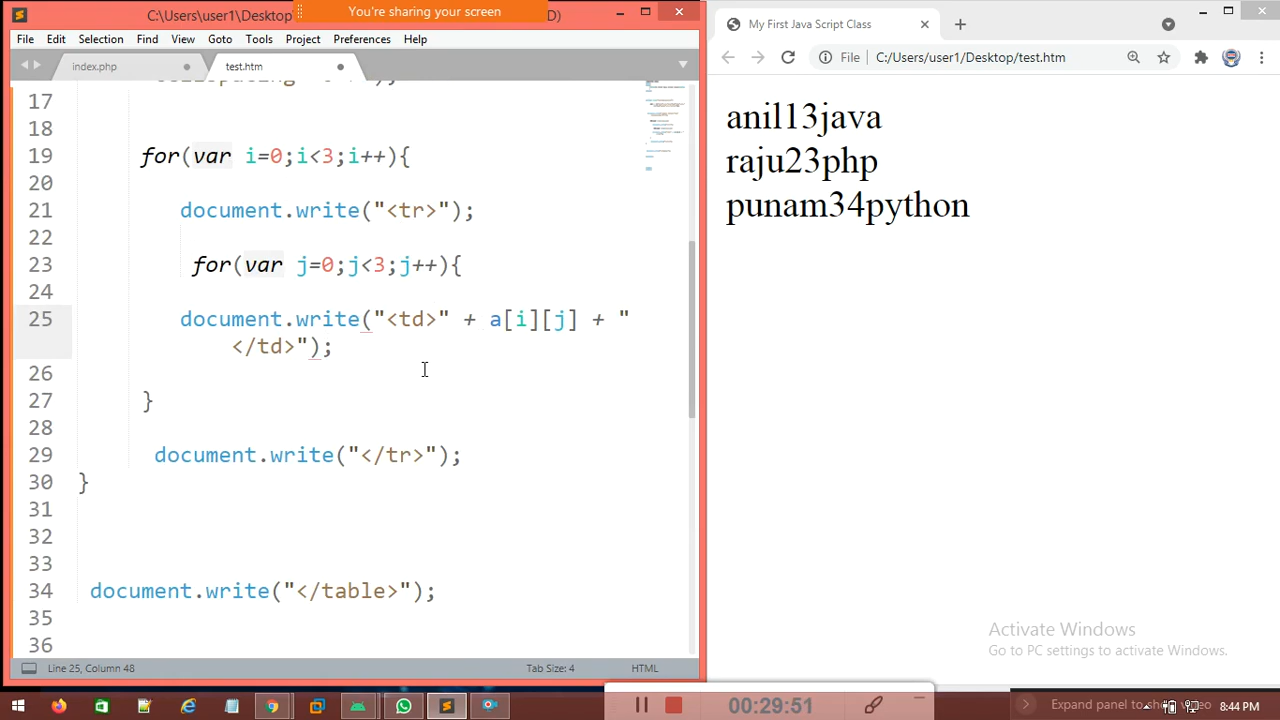 C:\Users\user1\Desktop
You're sharing your screen
D)
File Edit Selection Find View Goto Tools Project Preferences Help
index.php
test.htm
17
18
19 for(var i=0;i<3;i++){
20
21 document.write("<tr>");
22
23 for(var j=0;j<3;j++){
24
25 document.write("<td>" + a[i][j] + "
</td>");
26
27 }
28
29 document.write("</tr>");
30 }
31
32
33
34 document.write("</table>");
35
36
Line 25, Column 48
Tab Size: 4
HTML
My First Java Script Class
File C:/Users/user1/Desktop/test.htm
anil13java
raju23php
punam34python
Activate Windows
Go to PC settings to activate Windows.
00:29:51
Expand panel to
eo
8:44 PM